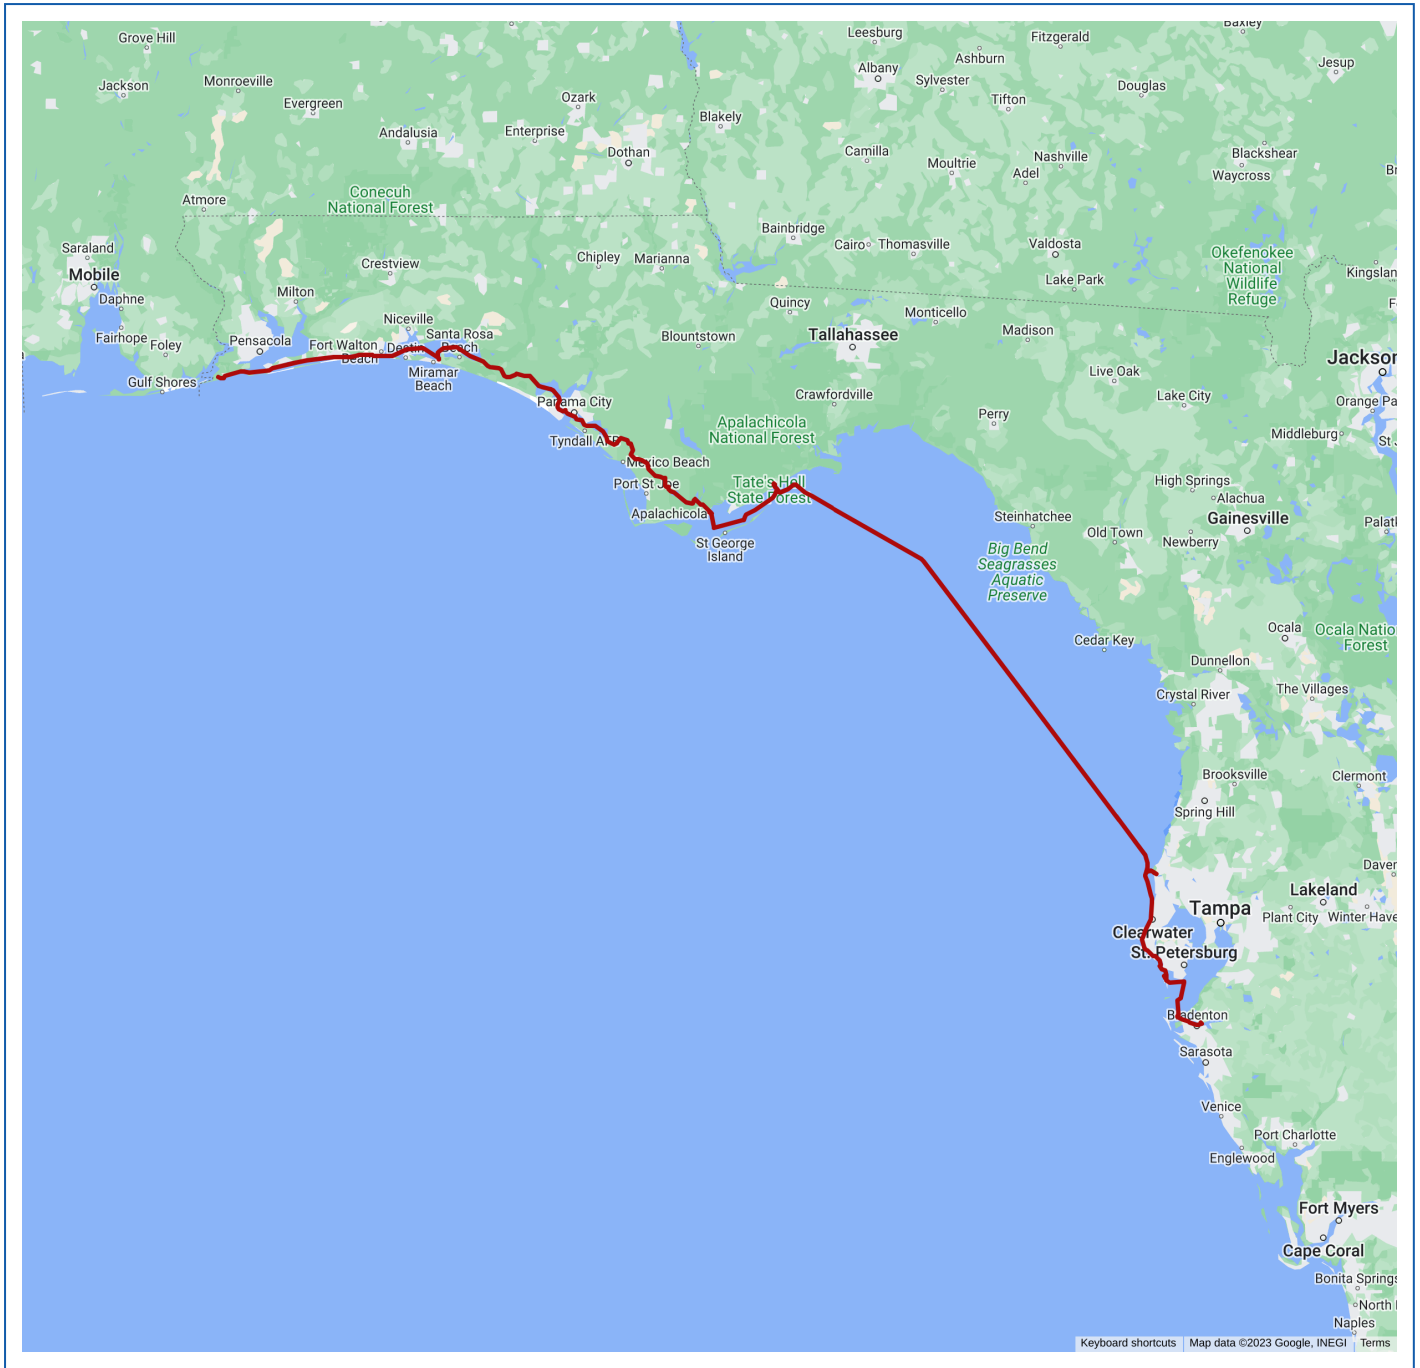 Grove Hill
Leesburg
Fitzgerald
Baxley
Ashburn
Jesup
Albany
Jackson
Monroeville
Sylvester
Douglas
Evergreen
Ozark
Tifton
Andalusia
Enterprise
Blakely
Dothan
Camilla
Moultrie
Nashville
Blackshear
Adel
Waycross
Br
Conecuh
National Forest
Atmore
Bainbridge
Saraland
Cairo
Thomasville
Valdosta
Okefenokee
National
Wildlife
Refuge
Mobile
Crestview
Chipley
Marianna
Lake Park
Kingslan
Daphne
Milton
Quincy
Monticello
F
Niceville
Fairhope
Foley
Pensacola
Fort Walton
Beach
Destin
Santa Rosa
Beach
Blountstown
Tallahassee
Madison
Jackson
Gulf Shores
Miramar
Beach
Live Oak
Panama City
Crawfordville
Lake City
Orange Pa
Perry
Apalachicola
National Forest
Tyndall AFB
Middleburg
St J
Mexico Beach
Port St Joe
Tate's Hell
State Forest
High Springs
Alachua
Apalachicola
Steinhatchee
Gainesville
Palatk
St George
Island
Old Town
Newberry
Big Bend
Seagrasses
Aquatic
Preserve
Cedar Key
Ocala
Ocala Natio
Forest
Dunnellon
Crystal River
The Villages
Brooksville
Clermont
Spring Hill
Daven
Lakeland
Tampa
Plant City
Winter Have
Clearwater
St. Petersburg
Bradenton
Sarasota
Venice
Port Charlotte
Englewood
Fort Myers
Cape Coral
Bonita Springs
North
Naples
Keyboard shortcuts
Map data ©2023 Google, INEGI
Terms